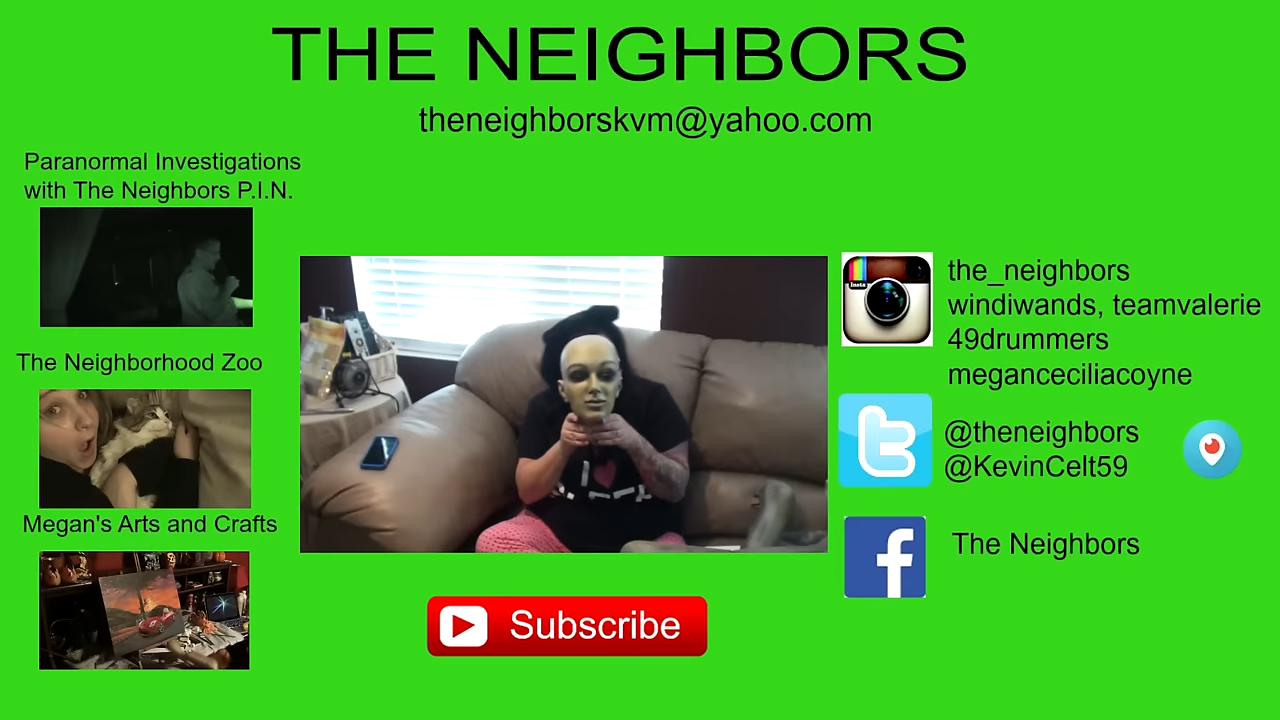 THE NEIGHBORS
theneighborskvm@yahoo.com
Paranormal Investigations
with The Neighbors P.I.N.
The Neighborhood Zoo
Megan's Arts and Crafts
Insta
the_neighbors
windiwands, teamvalerie
49drummers
meganceciliacoyne
@theneighbors
@KevinCelt59
The Neighbors
Subscribe